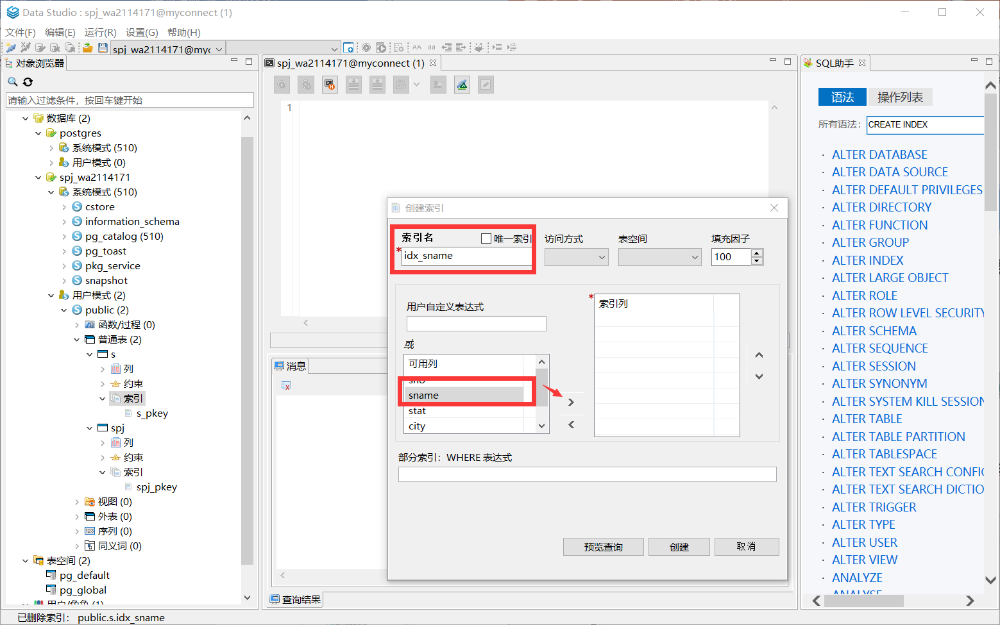 Data Studio : spj_wa2114171@myconnect (1)
文件(F) 编辑(E) 运行(R) 设置(G) 帮助(H)
spj_wa2114171@myc
AA aa
对象浏览器
请输入过滤条件，按回车键开始
数据库 (2)
postgres
系统模式 (510)
用户模式 (0)
spj_wa2114171
系统模式 (510)
cstore
information_schema
pg_catalog (510)
pg_toast
pkg_service
snapshot
用户模式 (2)
public (2)
函数/过程 (0)
普通表 (2)
s
列
约束
索引
s_pkey
spj
列
约束
索引
spj_pkey
视图 (0)
外表 (0)
序列 (0)
同义词 (0)
表空间 (2)
pg_default
pg_global
用户/角色 (1)
spj_wa2114171@myconnect (1)
1
消息
查询结果
创建索引
索引名 唯一索引 访问方式 表空间 填充因子
* idx_sname 100
用户自定义表达式
或
可用列
sno
sname
stat
city
* 索引列
部分索引：WHERE 表达式
预览查询 创建 取消
SQL助手
语法 操作列表
所有语法: CREATE INDEX
· ALTER DATABASE
· ALTER DATA SOURCE
· ALTER DEFAULT PRIVILEGES
· ALTER DIRECTORY
· ALTER FUNCTION
· ALTER GROUP
· ALTER INDEX
· ALTER LARGE OBJECT
· ALTER ROLE
· ALTER ROW LEVEL SECURITY
· ALTER SCHEMA
· ALTER SEQUENCE
· ALTER SESSION
· ALTER SYNONYM
· ALTER SYSTEM KILL SESSION
· ALTER TABLE
· ALTER TABLE PARTITION
· ALTER TABLESPACE
· ALTER TEXT SEARCH CONFIG
· ALTER TEXT SEARCH DICTIO
· ALTER TRIGGER
· ALTER TYPE
· ALTER USER
· ALTER VIEW
· ANALYZE
· ANALYSE
已删除索引： public.s.idx_sname